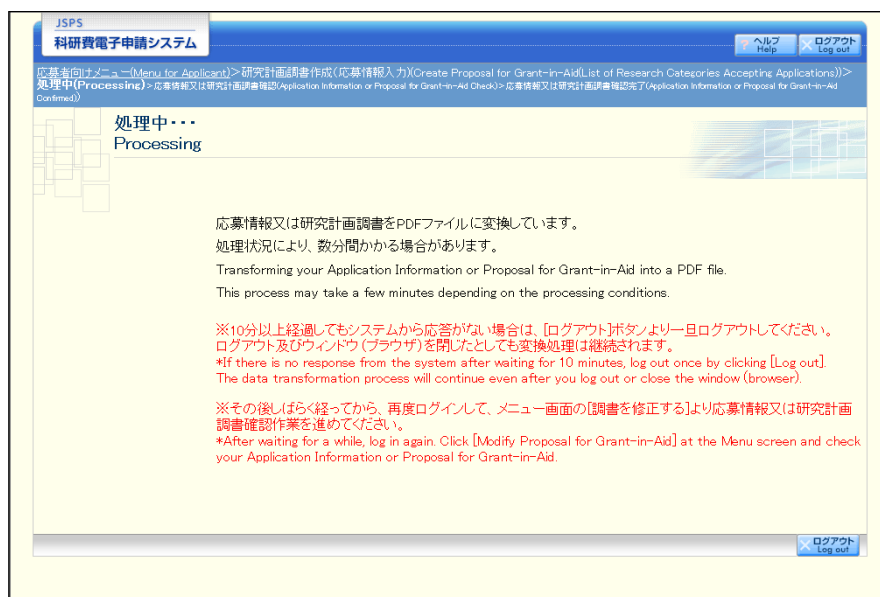 JSPS
科研費電子申請システム
ヘルプ
Help
ログアウト
Log out
応募者向けメニュー(Menu for Applicant)>研究計画調書作成(応募情報入力)(Create Proposal for Grant-in-Aid(List of Research Categories Accepting Applications))>
処理中(Processing)>応募情報又は研究計画調書確認(Application Information or Proposal for Grant-in-Aid Check)>応募情報又は研究計画調書確認完了(Application Information or Proposal for Grant-in-Aid
Confirmed))
処理中・・・
Processing
応募情報又は研究計画調書をPDFファイルに変換しています。
処理状況により、数分間かかる場合があります。
Transforming your Application Information or Proposal for Grant-in-Aid into a PDF file.
This process may take a few minutes depending on the processing conditions.
※10分以上経過してもシステムから応答がない場合は、[ログアウト]ボタンより一旦ログアウトしてください。
ログアウト及びウィンドウ(ブラウザ)を閉じたとしても変換処理は継続されます。
*If there is no response from the system after waiting for 10 minutes, log out once by clicking [Log out].
The data transformation process will continue even after you log out or close the window (browser).
※その後しばらく経ってから、再度ログインして、メニュー画面の[調書を修正する]より応募情報又は研究計画
調書確認作業を進めてください。
*After waiting for a while, log in again. Click [Modify Proposal for Grant-in-Aid] at the Menu screen and check
your Application Information or Proposal for Grant-in-Aid.
ログアウト
Log out